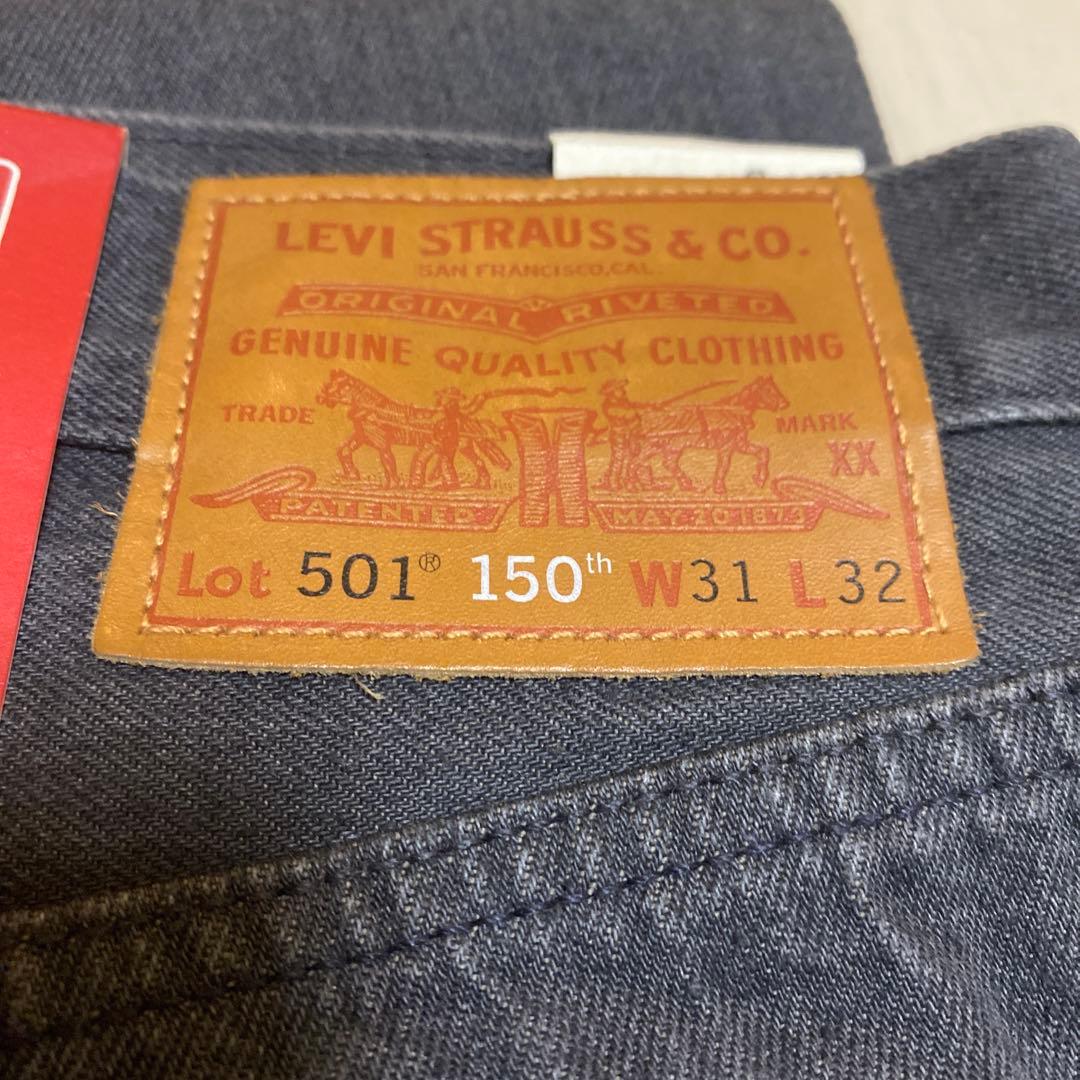 LEVI STRAUSS & CO.
SAN FRANCISCO, CAL.
ORIGINAL RIVETED
GENUINE QUALITY CLOTHING
TRADE MARK
XX
PATENTED MAY 20 1873
Lot 501® 150th W31 L32